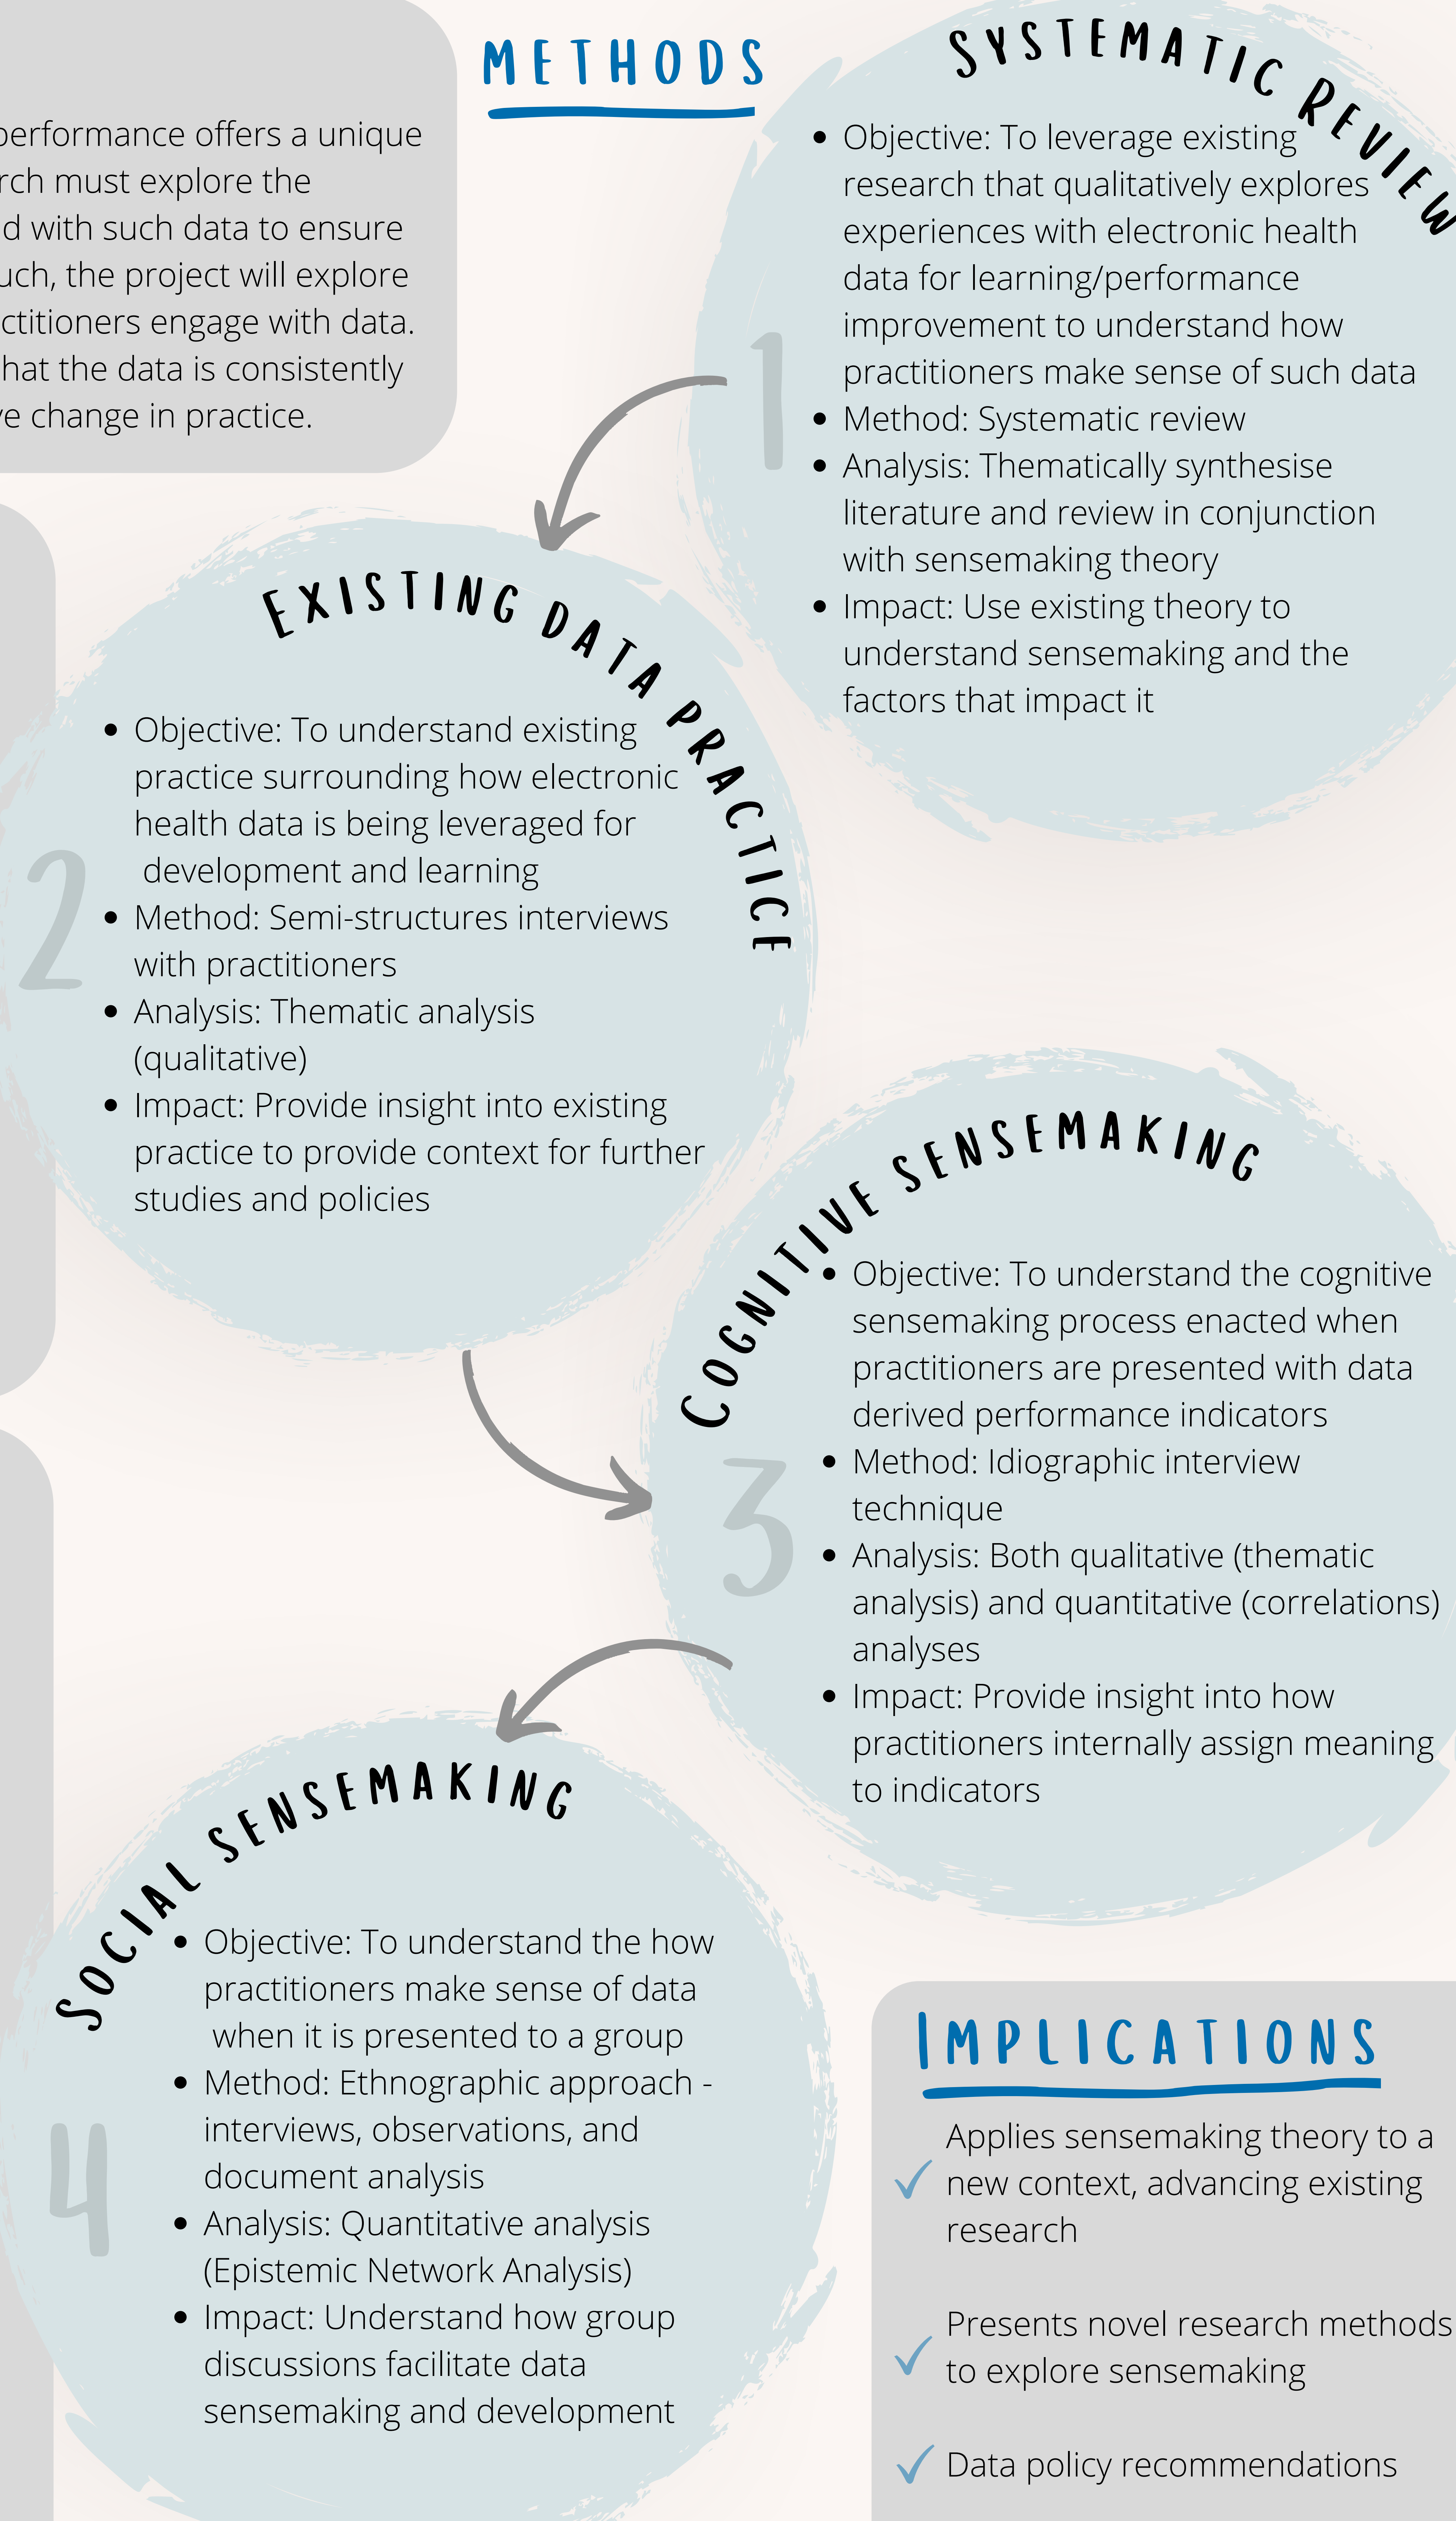 performance offers a unique
must explore the
with such data to ensure
the project will explore
engage with data.
the data is consistently
change in practice.
METHODS
SYSTEMATIC REVIEW
1
• Objective: To leverage existing
research that qualitatively explores
experiences with electronic health
data for learning/performance
improvement to understand how
practitioners make sense of such data
• Method: Systematic review
• Analysis: Thematically synthesise
literature and review in conjunction
with sensemaking theory
• Impact: Use existing theory to
understand sensemaking and the
factors that impact it
EXISTING DATA PRACTICE
2
• Objective: To understand existing
practice surrounding how electronic
health data is being leveraged for
development and learning
• Method: Semi-structures interviews
with practitioners
• Analysis: Thematic analysis
(qualitative)
• Impact: Provide insight into existing
practice to provide context for further
studies and policies
COGNITIVE SENSEMAKING
3
• Objective: To understand the cognitive
sensemaking process enacted when
practitioners are presented with data
derived performance indicators
• Method: Idiographic interview
technique
• Analysis: Both qualitative (thematic
analysis) and quantitative (correlations)
analyses
• Impact: Provide insight into how
practitioners internally assign meaning
to indicators
SOCIAL SENSEMAKING
4
• Objective: To understand the how
practitioners make sense of data
when it is presented to a group
• Method: Ethnographic approach -
interviews, observations, and
document analysis
• Analysis: Quantitative analysis
(Epistemic Network Analysis)
• Impact: Understand how group
discussions facilitate data
sensemaking and development
IMPLICATIONS
✓ Applies sensemaking theory to a
new context, advancing existing
research
✓ Presents novel research methods
to explore sensemaking
✓ Data policy recommendations